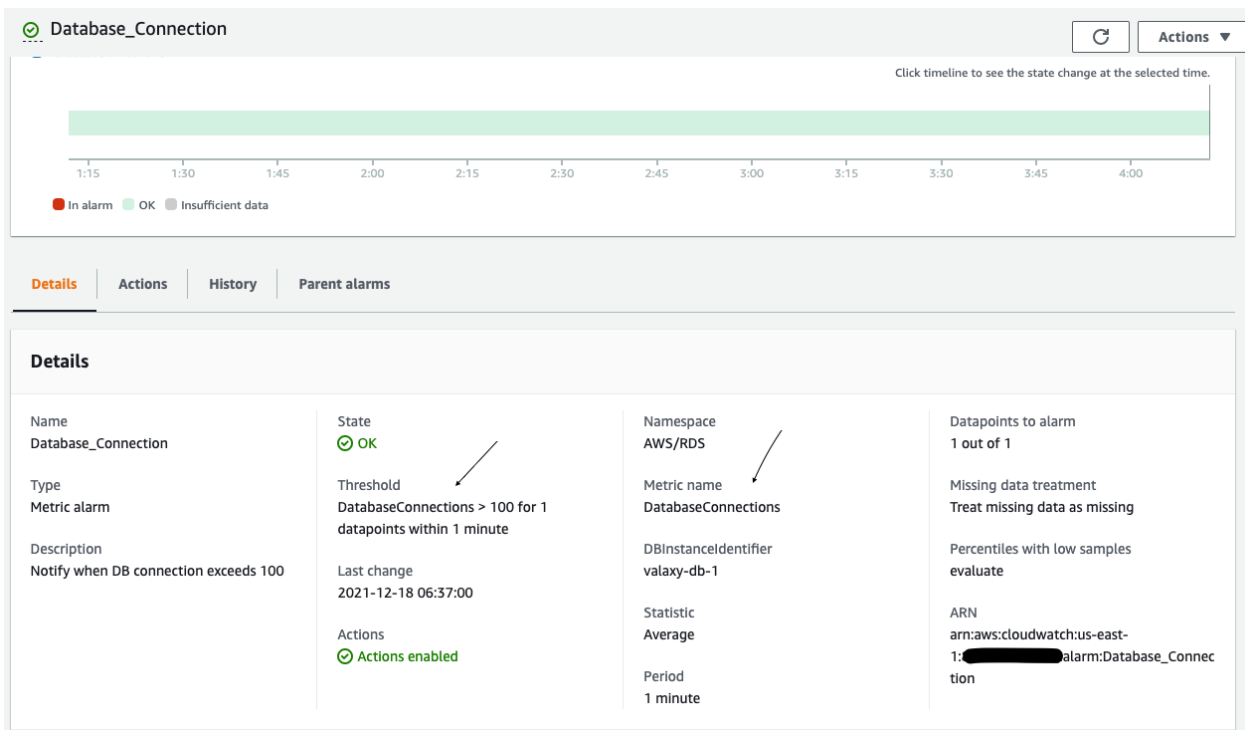 Database_Connection
Actions ▼
Click timeline to see the state change at the selected time.
1:15 1:30 1:45 2:00 2:15 2:30 2:45 3:00 3:15 3:30 3:45 4:00
In alarm OK Insufficient data
Details Actions History Parent alarms
Details
Name
Database_Connection
Type
Metric alarm
Description
Notify when DB connection exceeds 100
State
OK
Threshold
DatabaseConnections > 100 for 1
datapoints within 1 minute
Last change
2021-12-18 06:37:00
Actions
Actions enabled
Namespace
AWS/RDS
Metric name
DatabaseConnections
DBInstanceIdentifier
valaxy-db-1
Statistic
Average
Period
1 minute
Datapoints to alarm
1 out of 1
Missing data treatment
Treat missing data as missing
Percentiles with low samples
evaluate
ARN
arn:aws:cloudwatch:us-east-
1: alarm:Database_Connec
tion